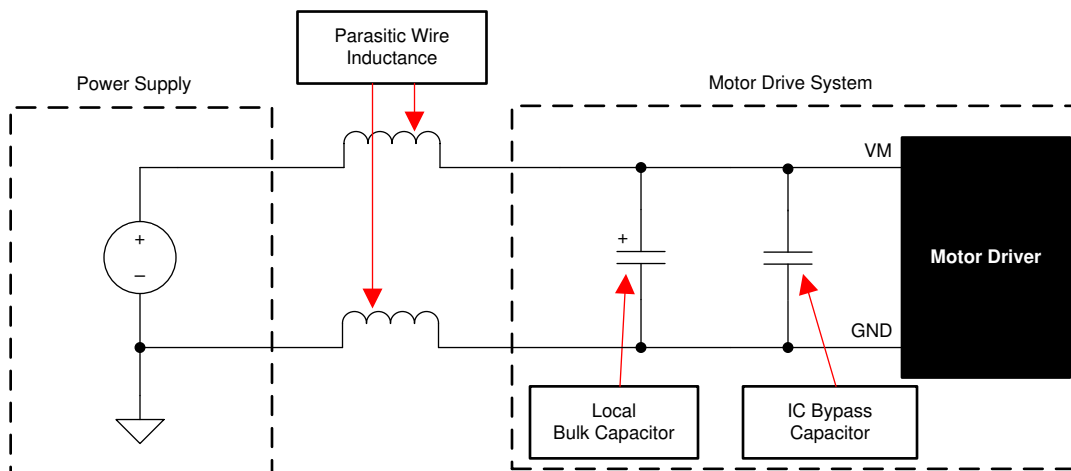 Parasitic Wire
Inductance
Power Supply
Motor Drive System
VM
+
–
+
Motor Driver
GND
Local
Bulk Capacitor
IC Bypass
Capacitor